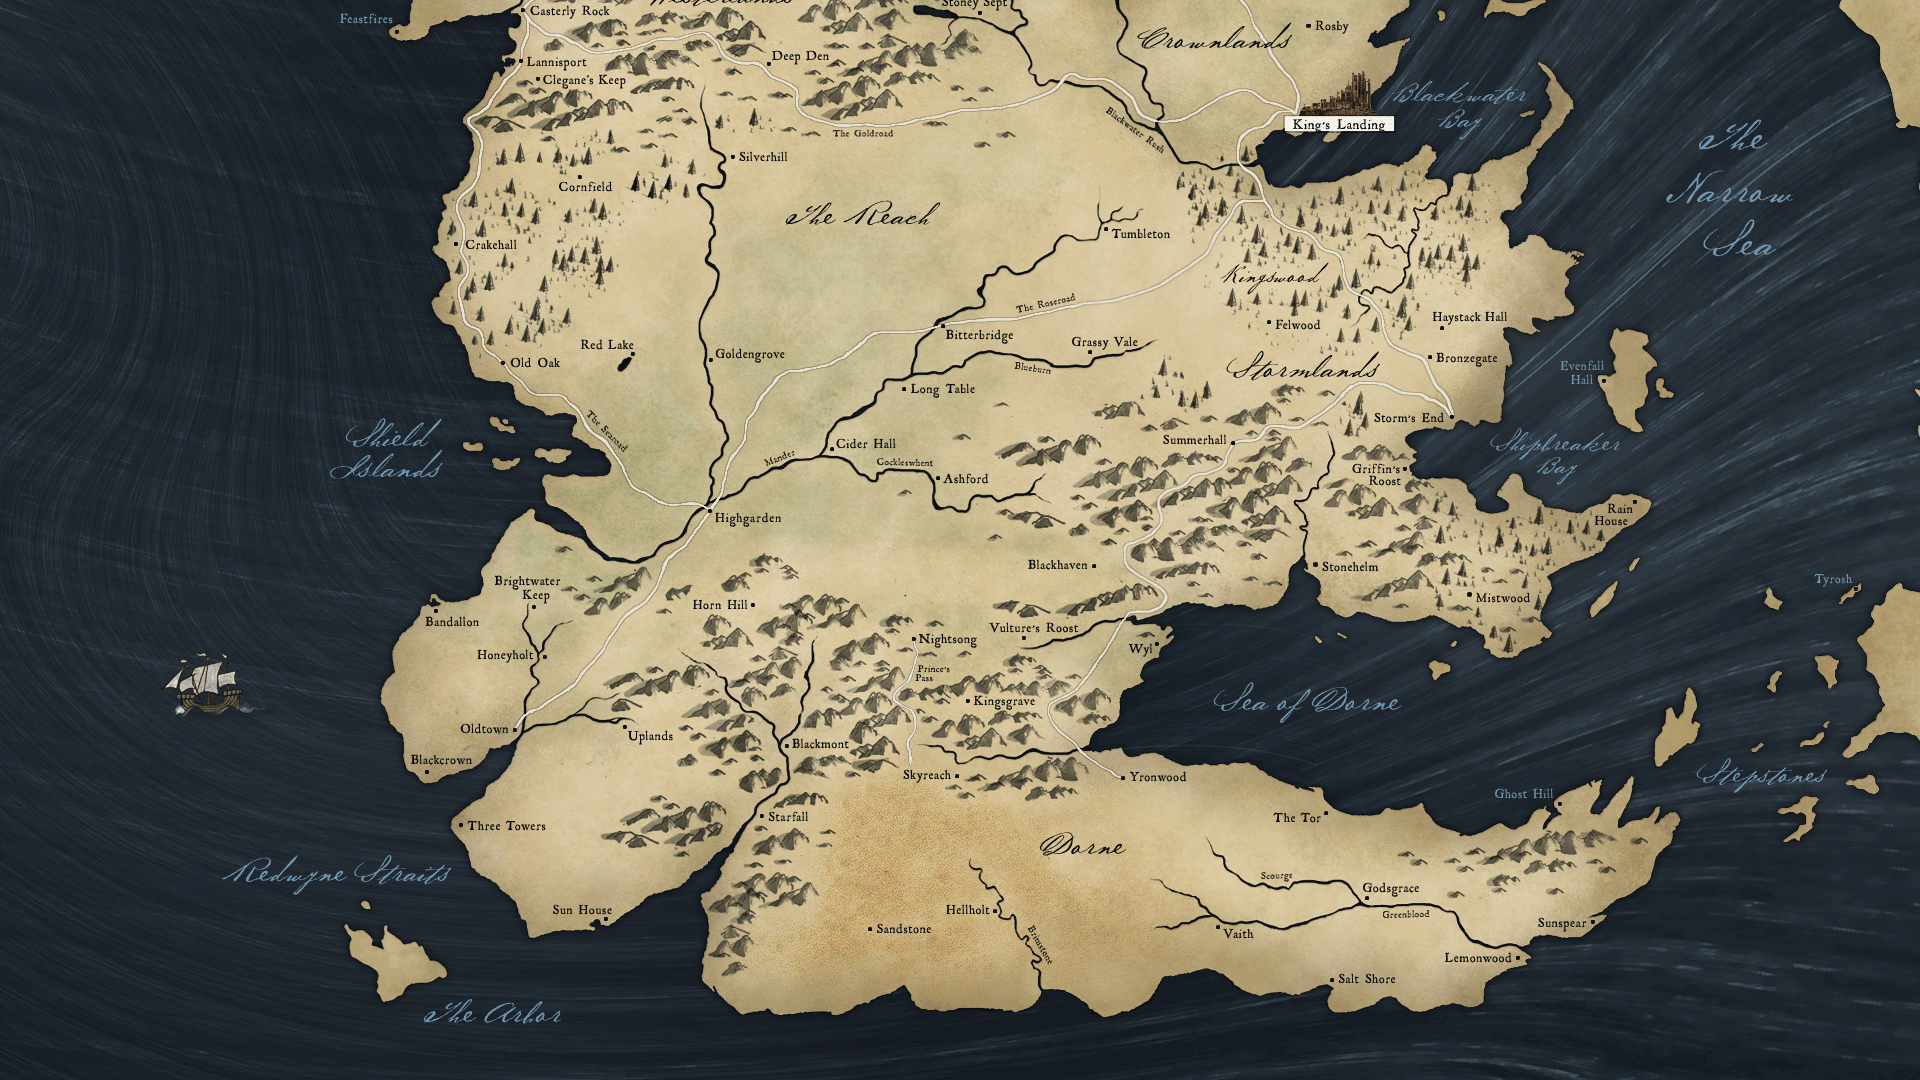 Westerlands
Stoney Sept
Casterly Rock
Feastfires
Rosby
Crownlands
Deep Den
Lannisport
Clegane's Keep
Blackwater
Bay
King's Landing
The Goldroad
Blackwater Rush
The
Narrow
Sea
Silverhill
Cornfield
The Reach
Tumbleton
Crakehall
Kingswood
The Roseroad
Haystack Hall
Felwood
Bitterbridge
Grassy Vale
Red Lake
Goldengrove
Old Oak
Bronzegate
Blueburn
Stormlands
Evenfall
Hall
Long Table
Storm's End
The Searoad
Shield
Islands
Cider Hall
Summerhall
Shipbreaker
Bay
Mander
Cockleswhent
Ashford
Griffin's
Roost
Rain
House
Highgarden
Blackhaven
Stonehelm
Tyrosh
Brightwater
Keep
Horn Hill
Mistwood
Bandallon
Vulture's Roost
Nightsong
Wyl
Honeyholt
Prince's
Pass
Kingsgrave
Sea of Dorne
Oldtown
Uplands
Blackmont
Blackcrown
Skyreach
Yronwood
Stepstones
Ghost Hill
Starfall
The Tor
Three Towers
Dorne
Redwyne Straits
Scourge
Godsgrace
Sun House
Hellholt
Greenblood
Sunspear
Sandstone
Brimstone
Vaith
Lemonwood
Salt Shore
The Arbor